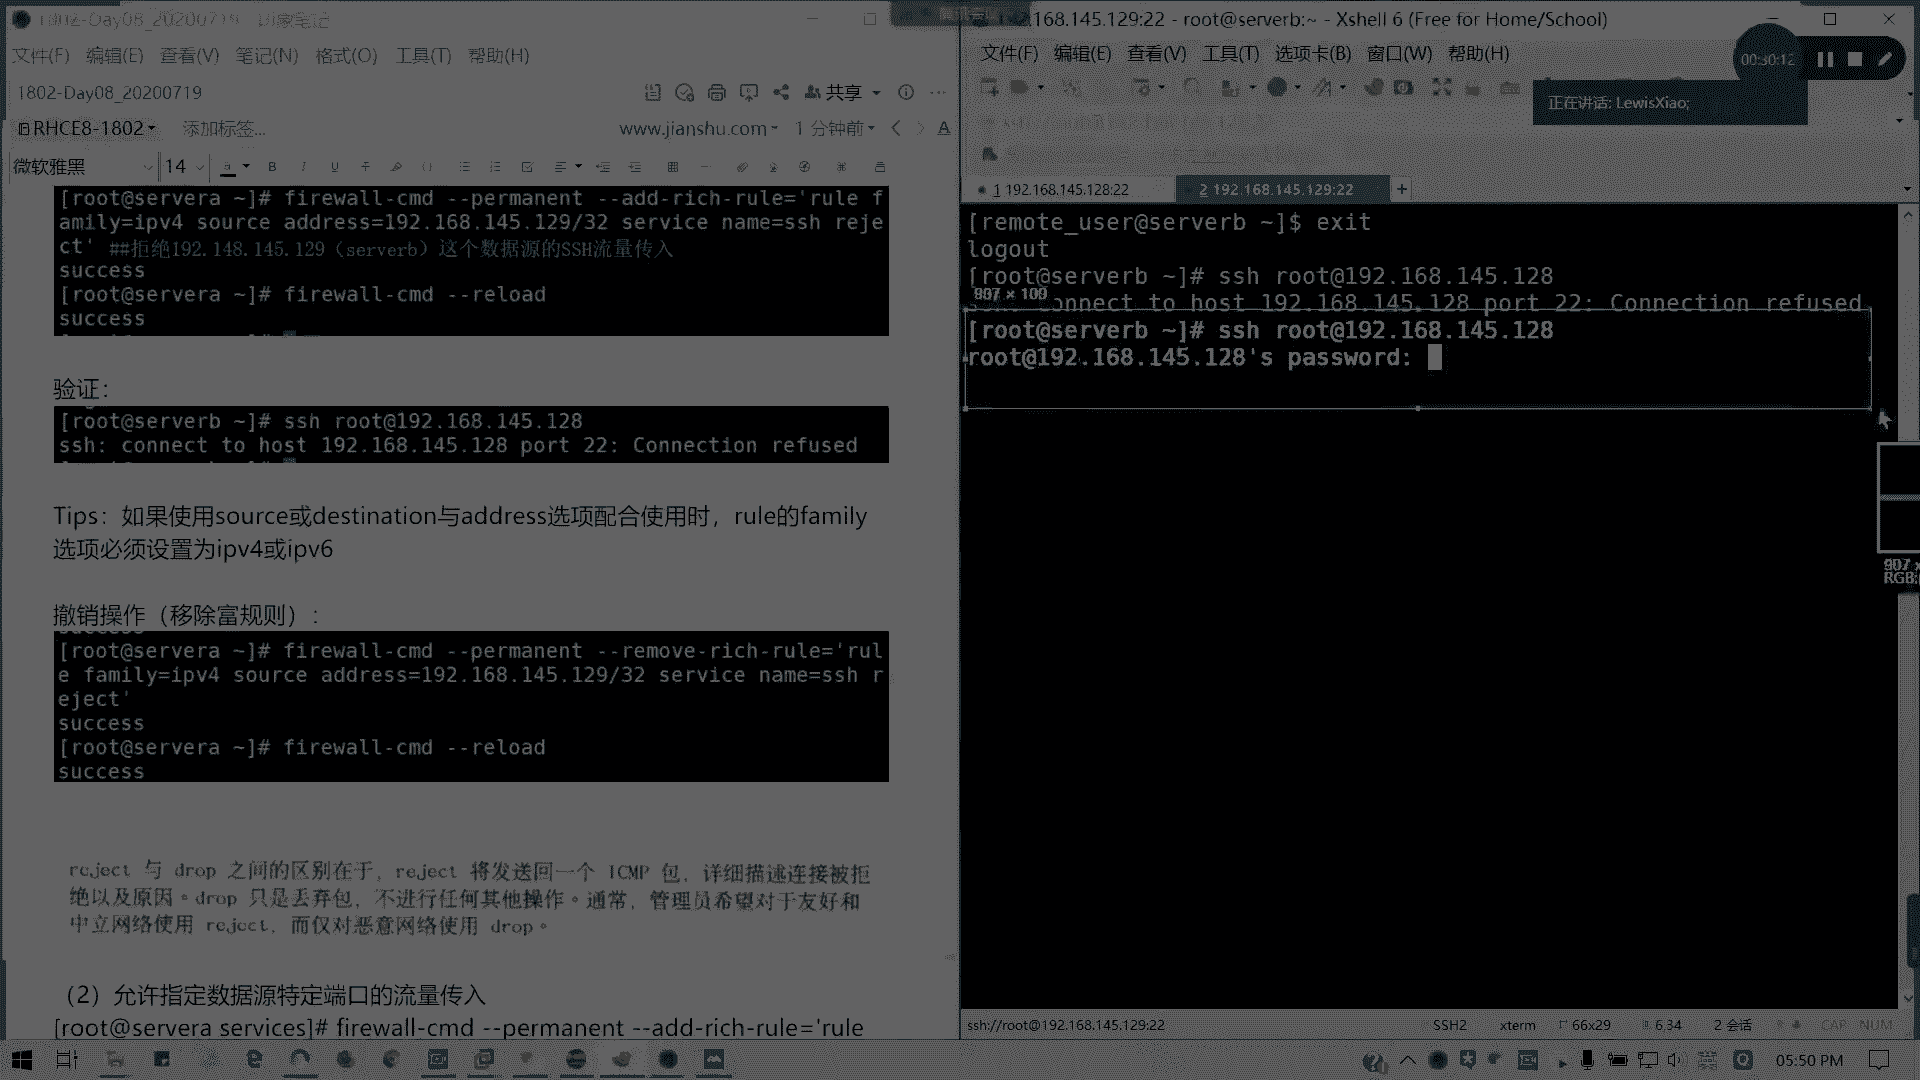 1802-Day08_20200719 - 印象笔记
文件(F) 编辑(E) 查看(V) 笔记(N) 格式(O) 工具(T) 帮助(H)
1802-Day08_20200719
共享
RHCE8-1802
添加标签...
www.jianshu.com
1 分钟前
微软雅黑
14
[root@servera ~]# firewall-cmd --permanent --add-rich-rule='rule f
amily=ipv4 source address=192.168.145.129/32 service name=ssh reje
ct' ##拒绝192.148.145.129（serverb）这个数据源的SSH流量传入
success
[root@servera ~]# firewall-cmd --reload
success
验证：
[root@serverb ~]# ssh root@192.168.145.128
ssh: connect to host 192.168.145.128 port 22: Connection refused
Tips：如果使用source或destination与address选项配合使用时，rule的family
选项必须设置为ipv4或ipv6
撤销操作（移除富规则）：
success
[root@servera ~]# firewall-cmd --permanent --remove-rich-rule='rul
e family=ipv4 source address=192.168.145.129/32 service name=ssh r
eject'
success
[root@servera ~]# firewall-cmd --reload
success
reject 与 drop 之间的区别在于，reject 将发送回一个 ICMP 包，详细描述连接被拒
绝以及原因。drop 只是丢弃包，不进行任何其他操作。通常，管理员希望对于友好和
中立网络使用 reject，而仅对恶意网络使用 drop。
（2）允许指定数据源特定端口的流量传入
[root@servera services]# firewall-cmd --permanent --add-rich-rule='rule
168.145.129:22 - root@serverb:~ - Xshell 6 (Free for Home/School)
文件(F) 编辑(E) 查看(V) 工具(T) 选项卡(B) 窗口(W) 帮助(H)
00:30:12
正在讲话: LewisXiao;
1 192.168.145.128:22
2 192.168.145.129:22
[remote_user@serverb ~]$ exit
logout
[root@serverb ~]# ssh root@192.168.145.128
907 × 109
onnect to host 192.168.145.128 port 22: Connection refused
[root@serverb ~]# ssh root@192.168.145.128
root@192.168.145.128's password:
907 ×
RGB:
ssh://root@192.168.145.129:22
SSH2
xterm
66x29
6,34
2 会话
CAP NUM
英
05:50 PM